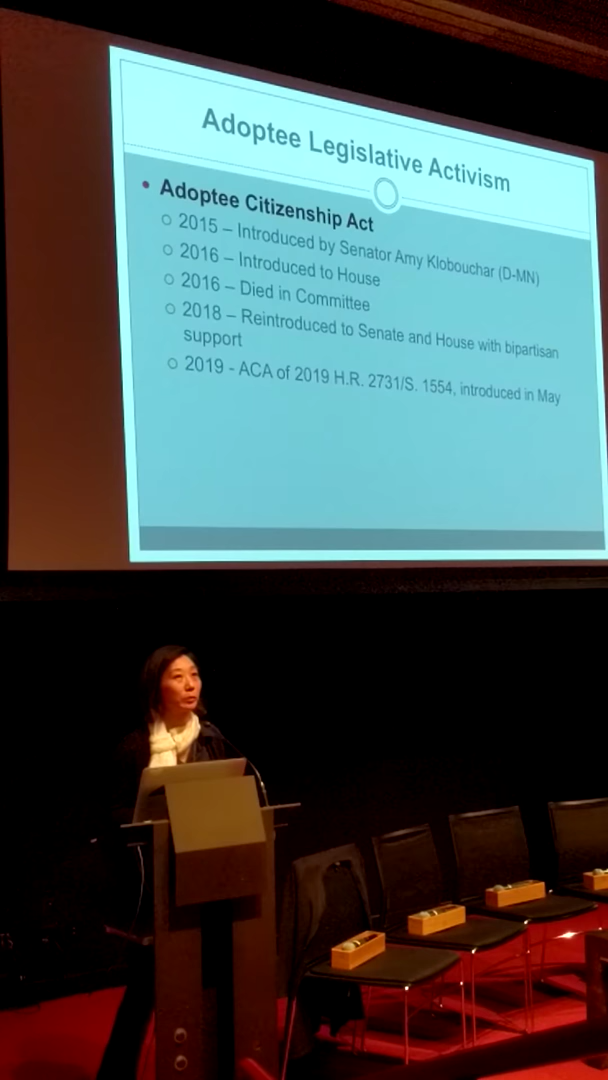 Adoptee Legislative Activism
• Adoptee Citizenship Act
○ 2015 – Introduced by Senator Amy Klobouchar (D-MN)
○ 2016 – Introduced to House
○ 2016 – Died in Committee
○ 2018 – Reintroduced to Senate and House with bipartisan
support
○ 2019 - ACA of 2019 H.R. 2731/S. 1554, introduced in May